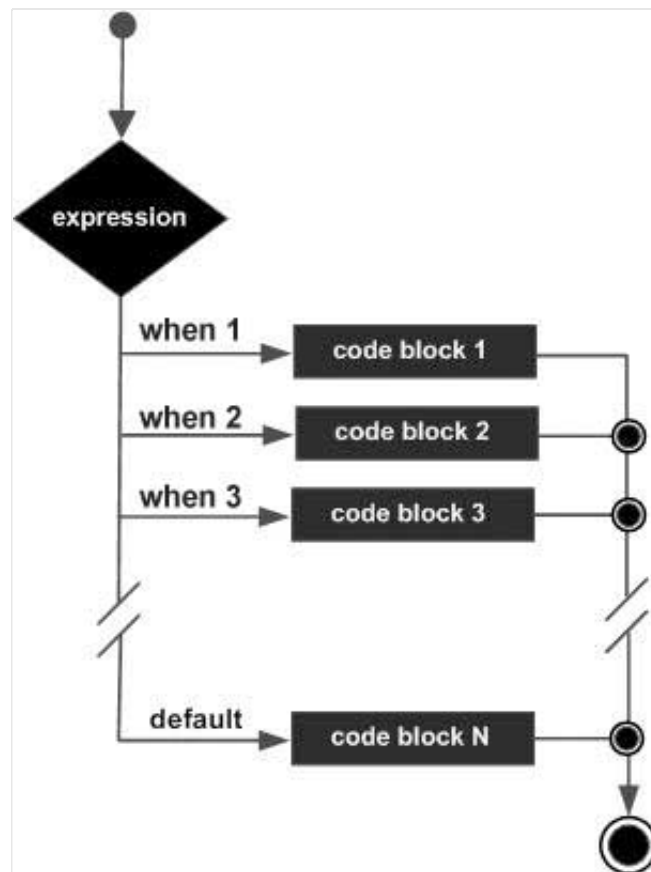 expression
when 1
code block 1
when 2
code block 2
when 3
code block 3
default
code block N